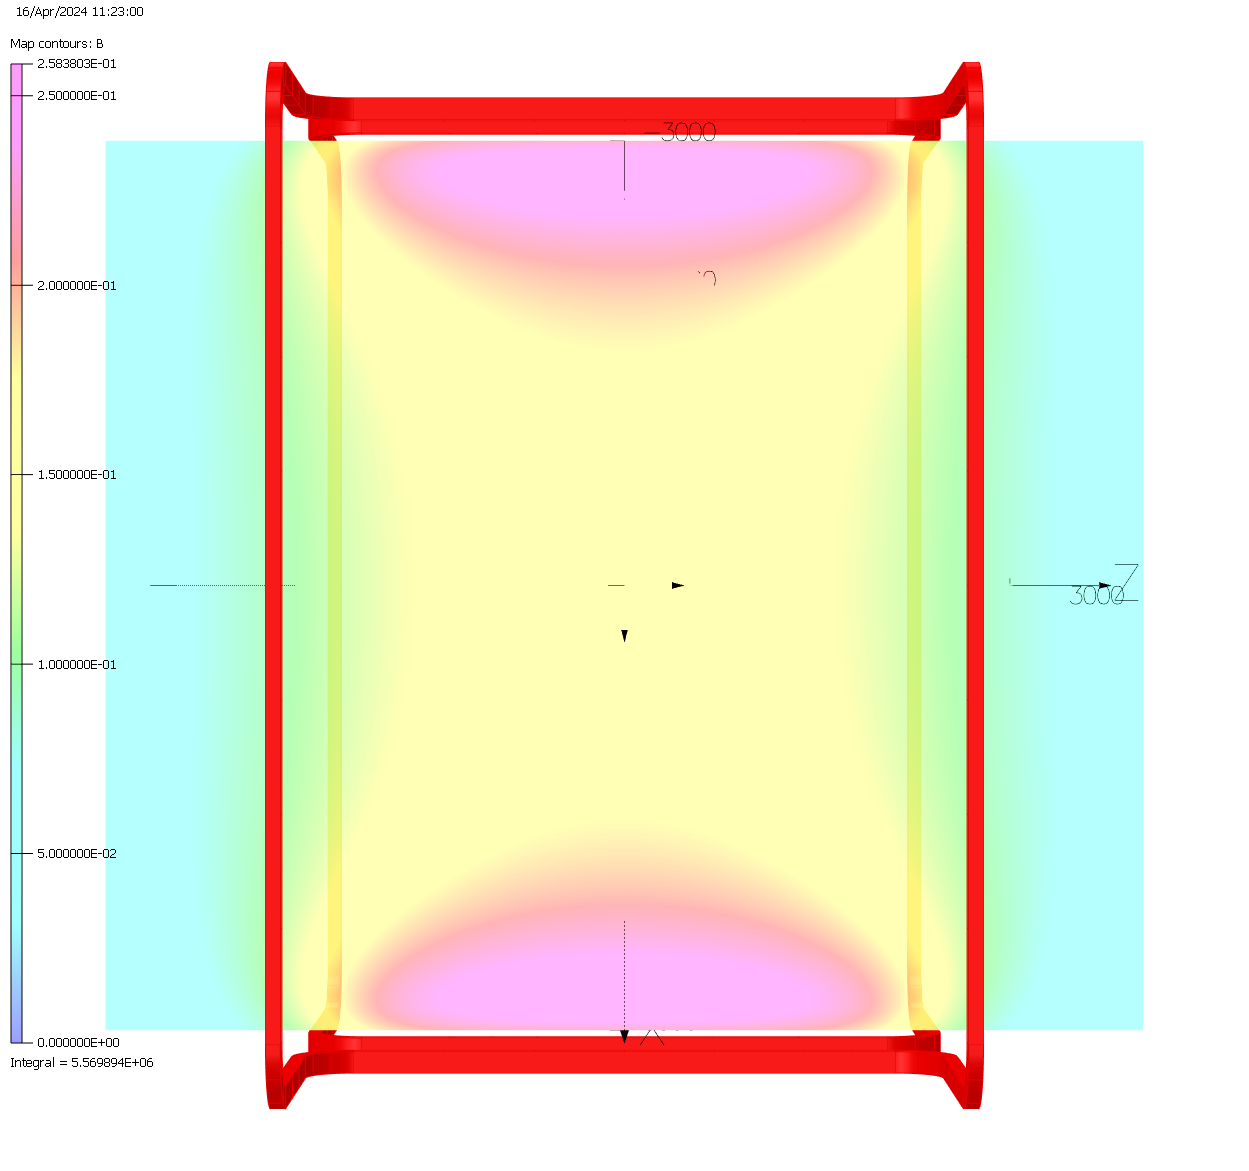 16/Apr/2024 11:23:00
Map contours: B
2.583803E-01
2.500000E-01
2.000000E-01
1.500000E-01
1.000000E-01
5.000000E-02
0.000000E+00
Integral = 5.569894E+06
-3000
Z
3000
X